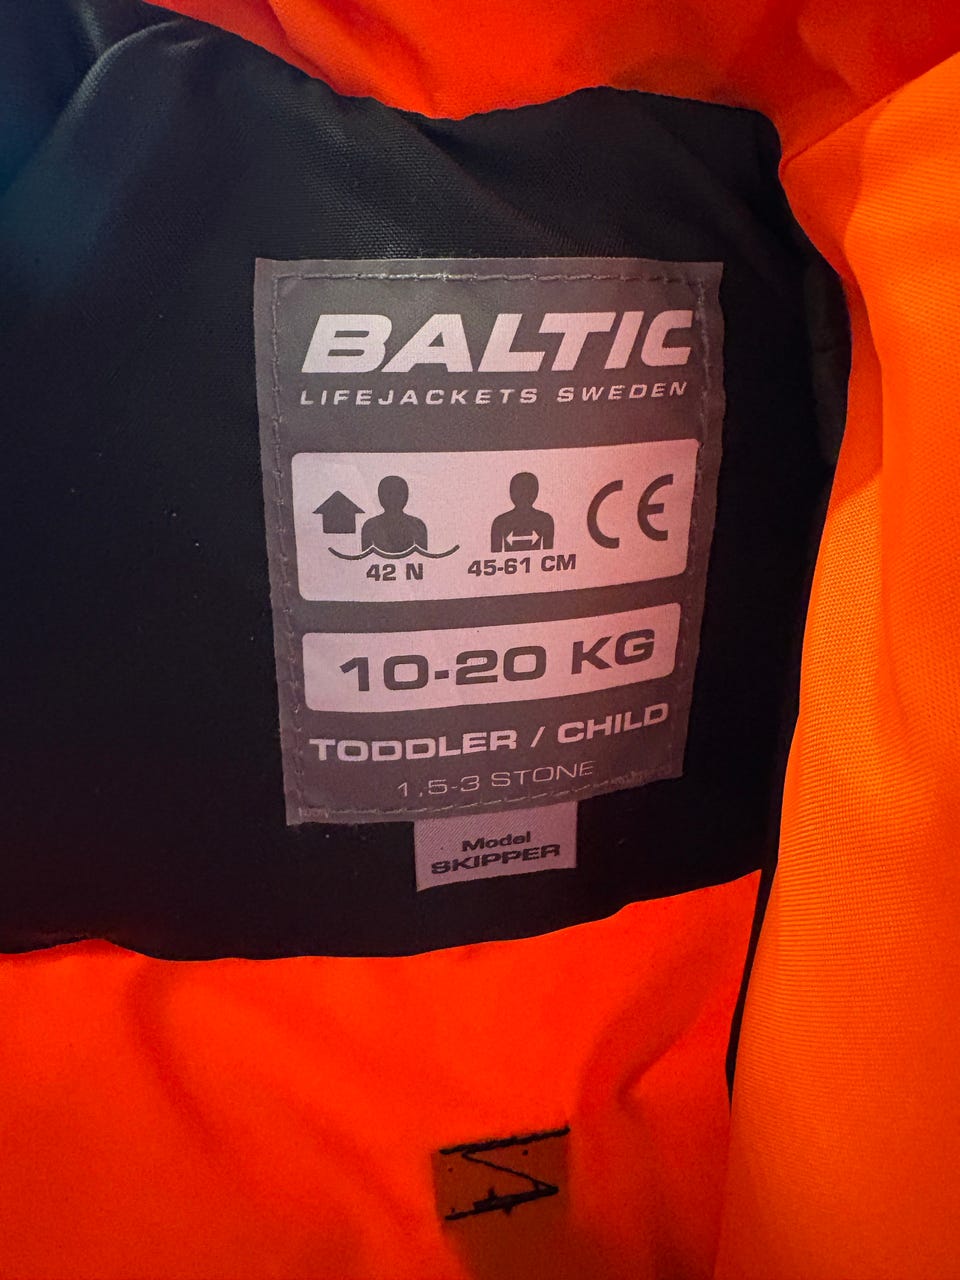 BALTIC
LIFEJACKETS SWEDEN
42 N
45-61 CM
CE
10-20 KG
TODDLER / CHILD
1,5-3 STONE
Model
SKIPPER